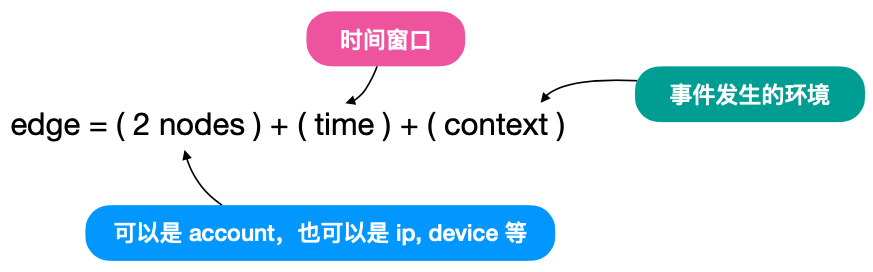 时间窗口
事件发生的环境
edge = ( 2 nodes ) + ( time ) + ( context )
可以是 account，也可以是 ip, device 等